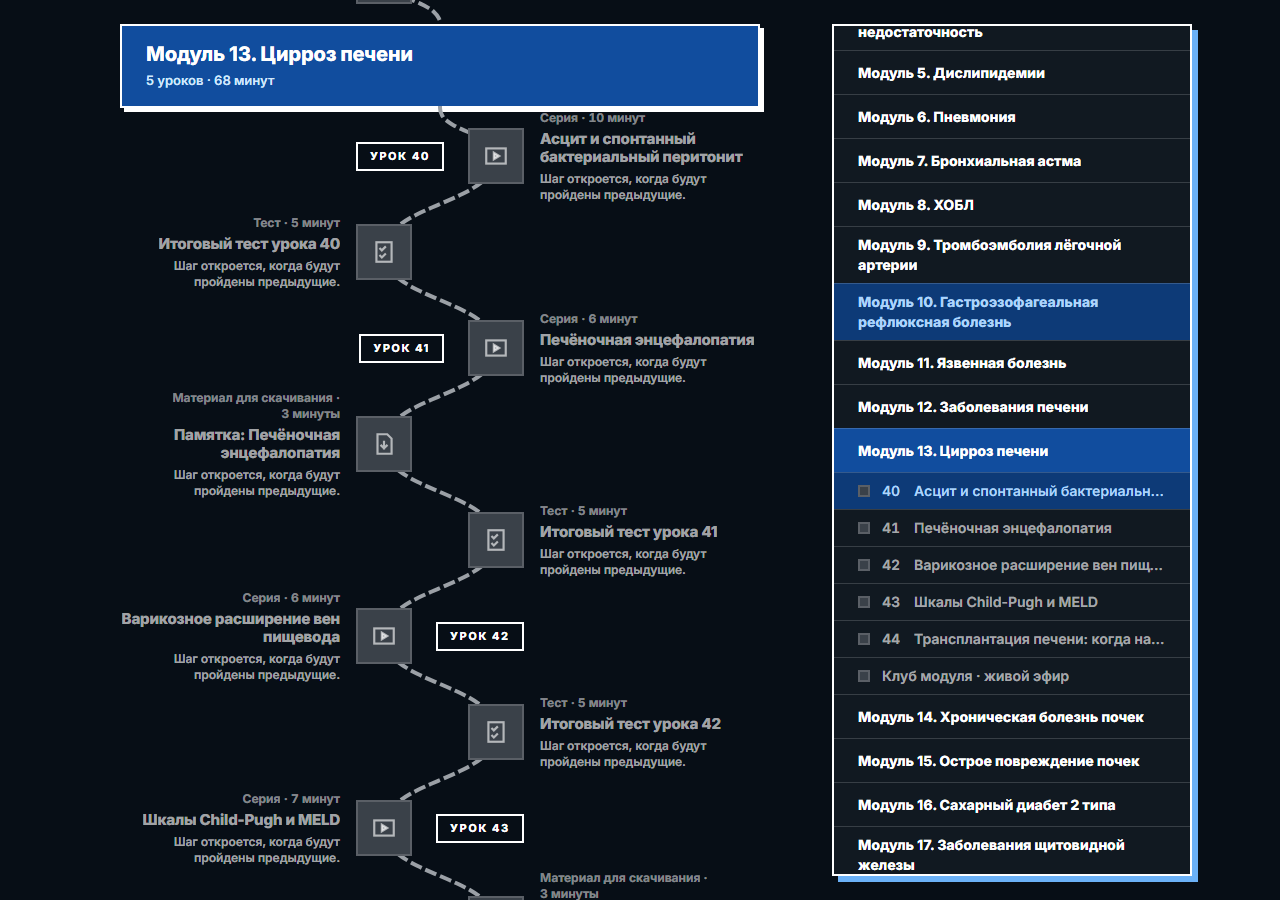 Модуль 13. Цирроз печени
5 уроков · 68 минут
Серия · 10 минут
УРОК 40
Асцит и спонтанный
бактериальный перитонит
Шаг откроется, когда будут
пройдены предыдущие.
Тест · 5 минут
Итоговый тест урока 40
Шаг откроется, когда будут
пройдены предыдущие.
Серия · 6 минут
УРОК 41
Печёночная энцефалопатия
Шаг откроется, когда будут
пройдены предыдущие.
Материал для скачивания ·
3 минуты
Памятка: Печёночная
энцефалопатия
Шаг откроется, когда будут
пройдены предыдущие.
Тест · 5 минут
Итоговый тест урока 41
Шаг откроется, когда будут
пройдены предыдущие.
Серия · 6 минут
Варикозное расширение вен
пищевода
УРОК 42
Шаг откроется, когда будут
пройдены предыдущие.
Тест · 5 минут
Итоговый тест урока 42
Шаг откроется, когда будут
пройдены предыдущие.
Серия · 7 минут
Шкалы Child-Pugh и MELD
УРОК 43
Шаг откроется, когда будут
пройдены предыдущие.
Материал для скачивания ·
3 минуты
недостаточность
Модуль 5. Дислипидемии
Модуль 6. Пневмония
Модуль 7. Бронхиальная астма
Модуль 8. ХОБЛ
Модуль 9. Тромбоэмболия лёгочной
артерии
Модуль 10. Гастроэзофагеальная
рефлюксная болезнь
Модуль 11. Язвенная болезнь
Модуль 12. Заболевания печени
Модуль 13. Цирроз печени
40 Асцит и спонтанный бактериальн...
41 Печёночная энцефалопатия
42 Варикозное расширение вен пищ...
43 Шкалы Child-Pugh и MELD
44 Трансплантация печени: когда на...
Клуб модуля · живой эфир
Модуль 14. Хроническая болезнь почек
Модуль 15. Острое повреждение почек
Модуль 16. Сахарный диабет 2 типа
Модуль 17. Заболевания щитовидной
железы